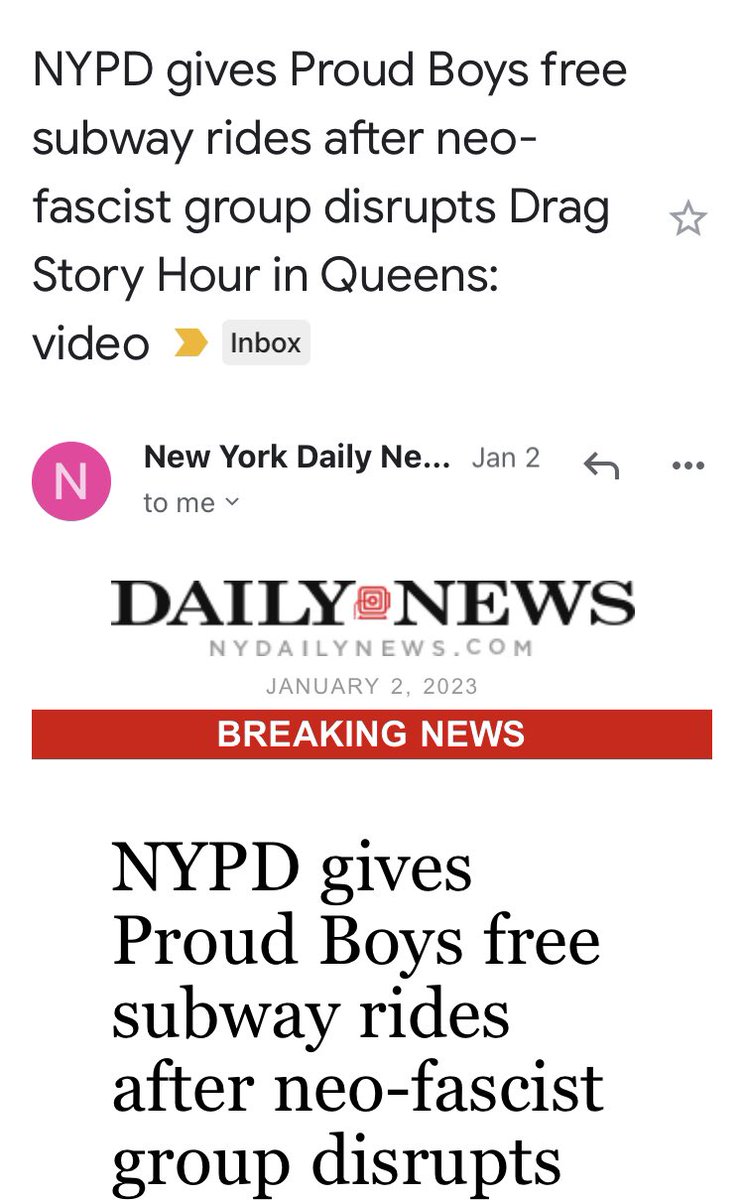 NYPD gives Proud Boys free
subway rides after neo-
fascist group disrupts Drag
Story Hour in Queens:
video Inbox
N
New York Daily Ne... Jan 2
to me
DAILY NEWS
NYDAILYNEWS.COM
JANUARY 2, 2023
BREAKING NEWS
NYPD gives
Proud Boys free
subway rides
after neo-fascist
group disrupts